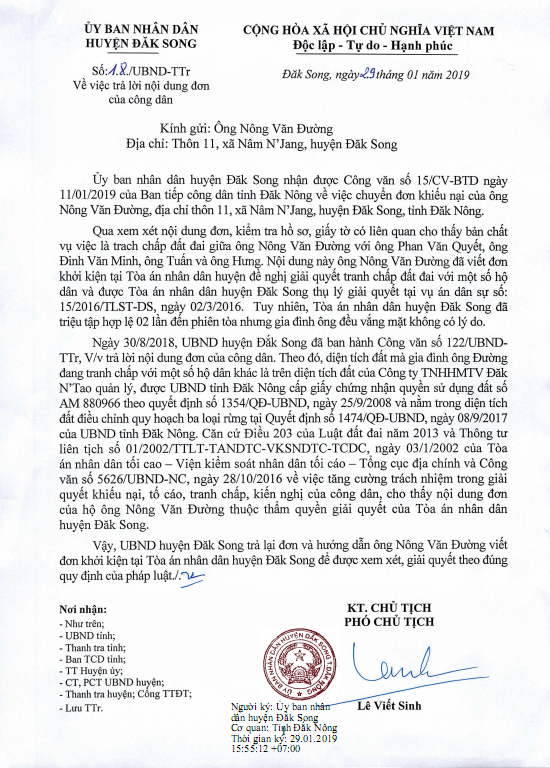 ỦY BAN NHÂN DÂN
HUYỆN ĐĂK SONG
CỘNG HÒA XÃ HỘI CHỦ NGHĨA VIỆT NAM
Độc lập - Tự do - Hạnh phúc
Số:18./UBND-TTr
Về việc trả lời nội dung đơn
của công dân
Đăk Song, ngày 29 tháng 01 năm 2019
Kính gửi: Ông Nông Văn Đường
Địa chỉ: Thôn 11, xã Nâm N'Jang, huyện Đăk Song
Ủy ban nhân dân huyện Đăk Song nhận được Công văn số 15/CV-BTD ngày
11/01/2019 của Ban tiếp công dân tỉnh Đăk Nông về việc chuyển đơn khiếu nại của ông
Nông Văn Đường, địa chỉ thôn 11, xã Nâm N'Jang, huyện Đăk Song, tỉnh Đăk Nông.
Qua xem xét nội dung đơn, kiểm tra hồ sơ, giấy tờ có liên quan cho thấy bản chất
vụ việc là trach chấp đất đai giữa ông Nông Văn Đường với ông Phan Văn Quyết, ông
Đinh Văn Minh, ông Tuấn và ông Hưng. Nội dung này ông Nông Văn Đường đã viết đơn
khởi kiện tại Tòa án nhân dân huyện đề nghị giải quyết tranh chấp đất đai với một số hộ
dân và được Tòa án nhân dân huyện Đăk Song thụ lý giải quyết tại vụ án dân sự số:
15/2016/TLST-DS, ngày 02/3/2016. Tuy nhiên, Tòa án nhân dân huyện Đăk Song đã
triệu tập hợp lệ 02 lần đến phiên tòa nhưng gia đình ông đều vắng mặt không có lý do.
Ngày 30/8/2018, UBND huyện Đắk Song đã ban hành Công văn số 122/UBND-
TTr, V/v trả lời nội dung đơn của công dân. Theo đó, diện tích đất mà gia đình ông Đường
đang tranh chấp với một số hộ dân khác là trên diện tích đất của Công ty TNHHMTV Đăk
N'Tao quản lý, được UBND tỉnh Đăk Nông cấp giấy chứng nhận quyền sử dụng đất số
AM 880966 theo quyết định số 1354/QĐ-UBND, ngày 25/9/2008 và nằm trong diện tích
đất điều chỉnh quy hoạch ba loại rừng tại Quyết định số 1474/QĐ-UBND, ngày 08/9/2017
của UBND tỉnh Đăk Nông. Căn cứ Điều 203 của Luật đất đai năm 2013 và Thông tư
liên tịch số 01/2002/TTLT-TANDTC-VKSNDTC-TCDC, ngày 03/1/2002 của Tòa
án nhân dân tối cao – Viện kiểm soát nhân dân tối cáo – Tổng cục địa chính và Công
văn số 5626/UBND-NC, ngày 28/10/2016 về việc tăng cường trách nhiệm trong giải
quyết khiếu nại, tố cáo, tranh chấp, kiến nghị của công dân, cho thấy nội dung đơn
của hộ ông Nông Văn Đường thuộc thẩm quyền giải quyết của Tòa án nhân dân
huyện Đăk Song.
Vậy, UBND huyện Đăk Song trả lại đơn và hướng dẫn ông Nông Văn Đường viết
đơn khởi kiện tại Tòa án nhân dân huyện Đăk Song để được xem xét, giải quyết theo đúng
quy định của pháp luật./.
Nơi nhận:
- Như trên;
- UBND tỉnh;
- Thanh tra tỉnh;
- Ban TCD tỉnh;
- TT Huyện ủy;
- CT, PCT UBND huyện;
- Thanh tra huyện; Cổng TTĐT;
- Lưu TTr.
KT. CHỦ TỊCH
PHÓ CHỦ TỊCH
ỦY BAN NHÂN DÂN HUYỆN ĐĂK SONG T. ĐĂK NÔNG
Lê Viết Sinh
Người ký: Ủy ban nhân
dân huyện Đăk Song
Cơ quan: Tỉnh Đăk Nông
Thời gian ký: 29.01.2019
15:55:12 +07:00